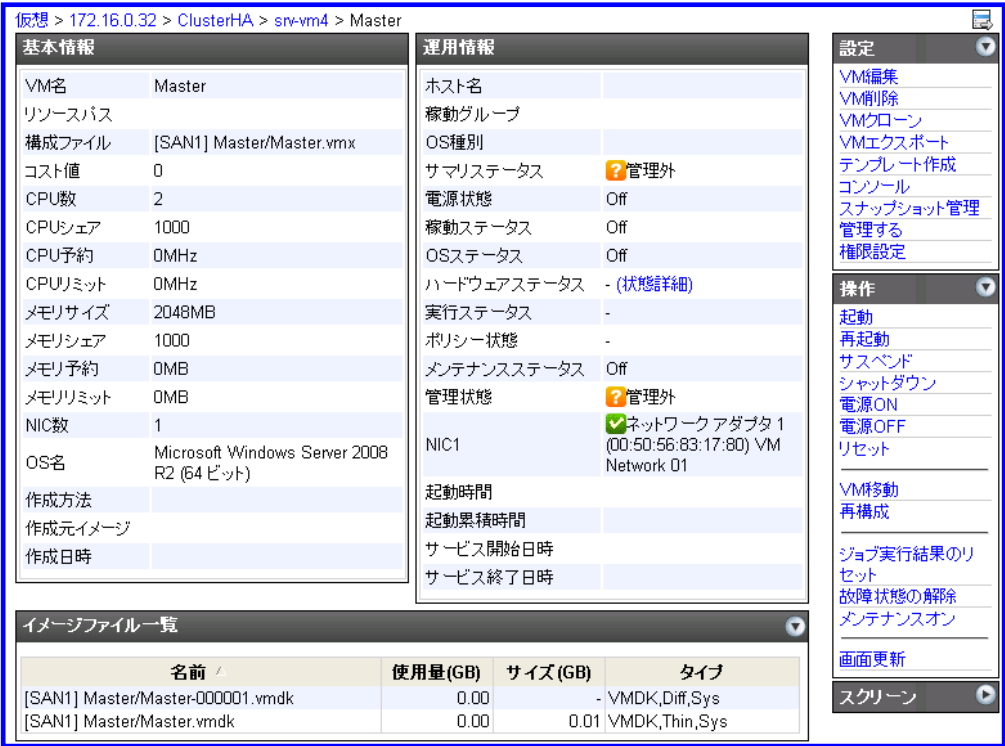 仮想 > 172.16.0.32 > ClusterHA > srv-vm4 > Master
基本情報
VM名 Master
リソースパス
構成ファイル [SAN1] Master/Master.vmx
コスト値 0
CPU数 2
CPUシェア 1000
CPU予約 0MHz
CPUリミット 0MHz
メモリサイズ 2048MB
メモリシェア 1000
メモリ予約 0MB
メモリリミット 0MB
NIC数 1
OS名 Microsoft Windows Server 2008
R2 (64 ビット)
作成方法
作成元イメージ
作成日時
運用情報
ホスト名
稼動グループ
OS種別
サマリステータス 管理外
電源状態 Off
稼動ステータス Off
OSステータス Off
ハードウェアステータス - (状態詳細)
実行ステータス -
ポリシー状態 -
メンテナンスステータス Off
管理状態 管理外
NIC1 ネットワーク アダプタ 1
(00:50:56:83:17:80) VM
Network 01
起動時間
起動累積時間
サービス開始日時
サービス終了日時
イメージファイル一覧
名前 使用量(GB) サイズ(GB) タイプ
[SAN1] Master/Master-000001.vmdk 0.00 - VMDK,Diff,Sys
[SAN1] Master/Master.vmdk 0.00 0.01 VMDK,Thin,Sys
設定
VM編集
VM削除
VMクローン
VMエクスポート
テンプレート作成
コンソール
スナップショット管理
管理する
権限設定
操作
起動
再起動
サスペンド
シャットダウン
電源ON
電源OFF
リセット
VM移動
再構成
ジョブ実行結果のリ
セット
故障状態の解除
メンテナンスオン
画面更新
スクリーン